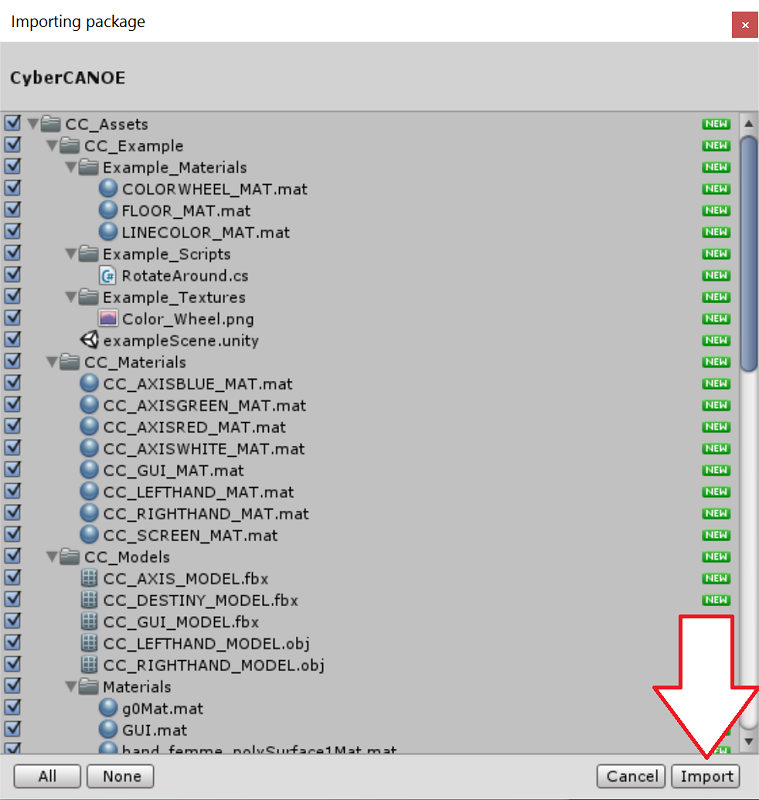 Importing package
CyberCANOE
CC_Assets NEW
CC_Example NEW
Example_Materials NEW
COLORWHEEL_MAT.mat NEW
FLOOR_MAT.mat NEW
LINECOLOR_MAT.mat NEW
Example_Scripts NEW
RotateAround.cs NEW
Example_Textures NEW
Color_Wheel.png NEW
exampleScene.unity NEW
CC_Materials NEW
CC_AXISBLUE_MAT.mat NEW
CC_AXISGREEN_MAT.mat NEW
CC_AXISRED_MAT.mat NEW
CC_AXISWHITE_MAT.mat NEW
CC_GUI_MAT.mat NEW
CC_LEFTHAND_MAT.mat NEW
CC_RIGHTHAND_MAT.mat NEW
CC_SCREEN_MAT.mat NEW
CC_Models NEW
CC_AXIS_MODEL.fbx NEW
CC_DESTINY_MODEL.fbx NEW
CC_GUI_MODEL.fbx
CC_LEFTHAND_MODEL.obj
CC_RIGHTHAND_MODEL.obj
Materials
g0Mat.mat
GUI.mat
hand_femme_polySurface1Mat.mat
All None Cancel Import